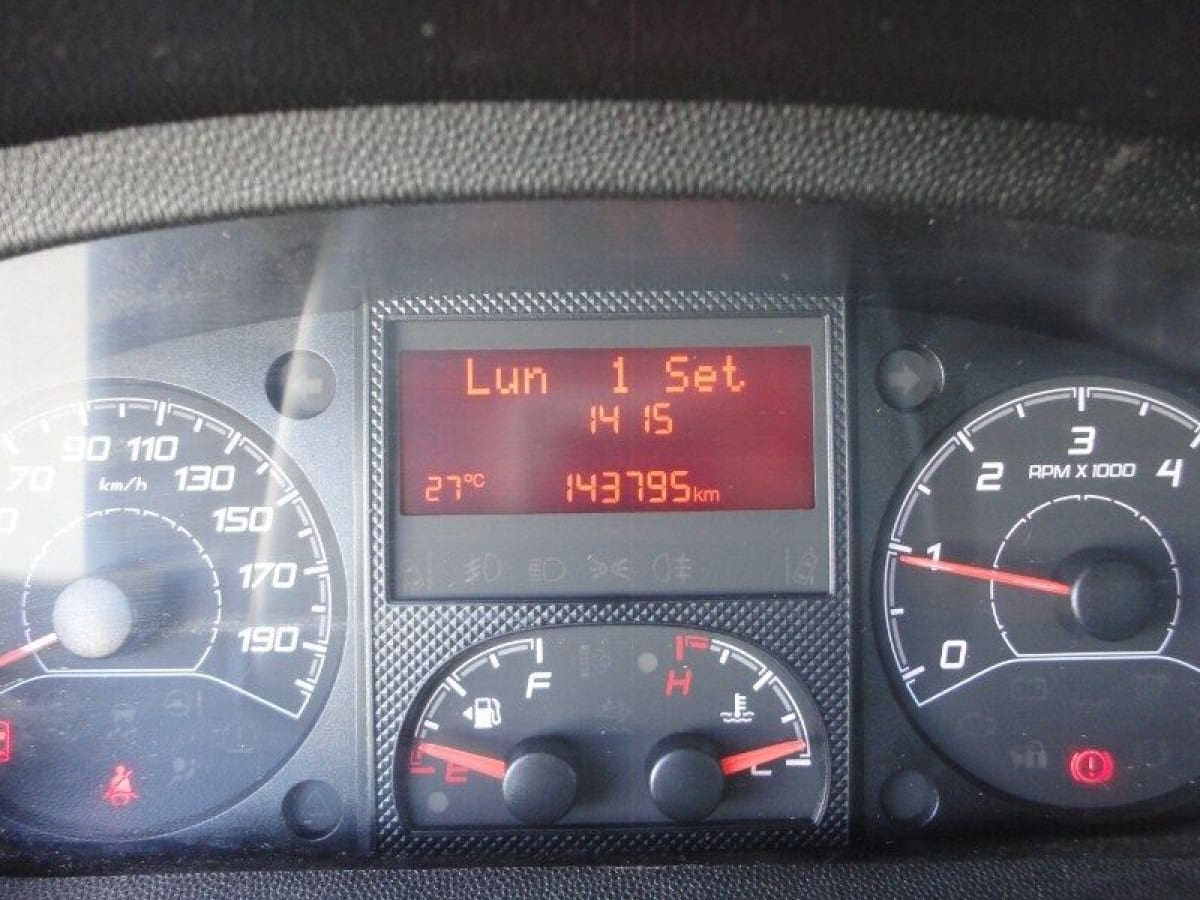 Lun 1 Set
14 15
27°C 143795km
70 90 110 130 150 170 190
km/h
0 1 2 3 4
RPM X 1000
F
E
H
C